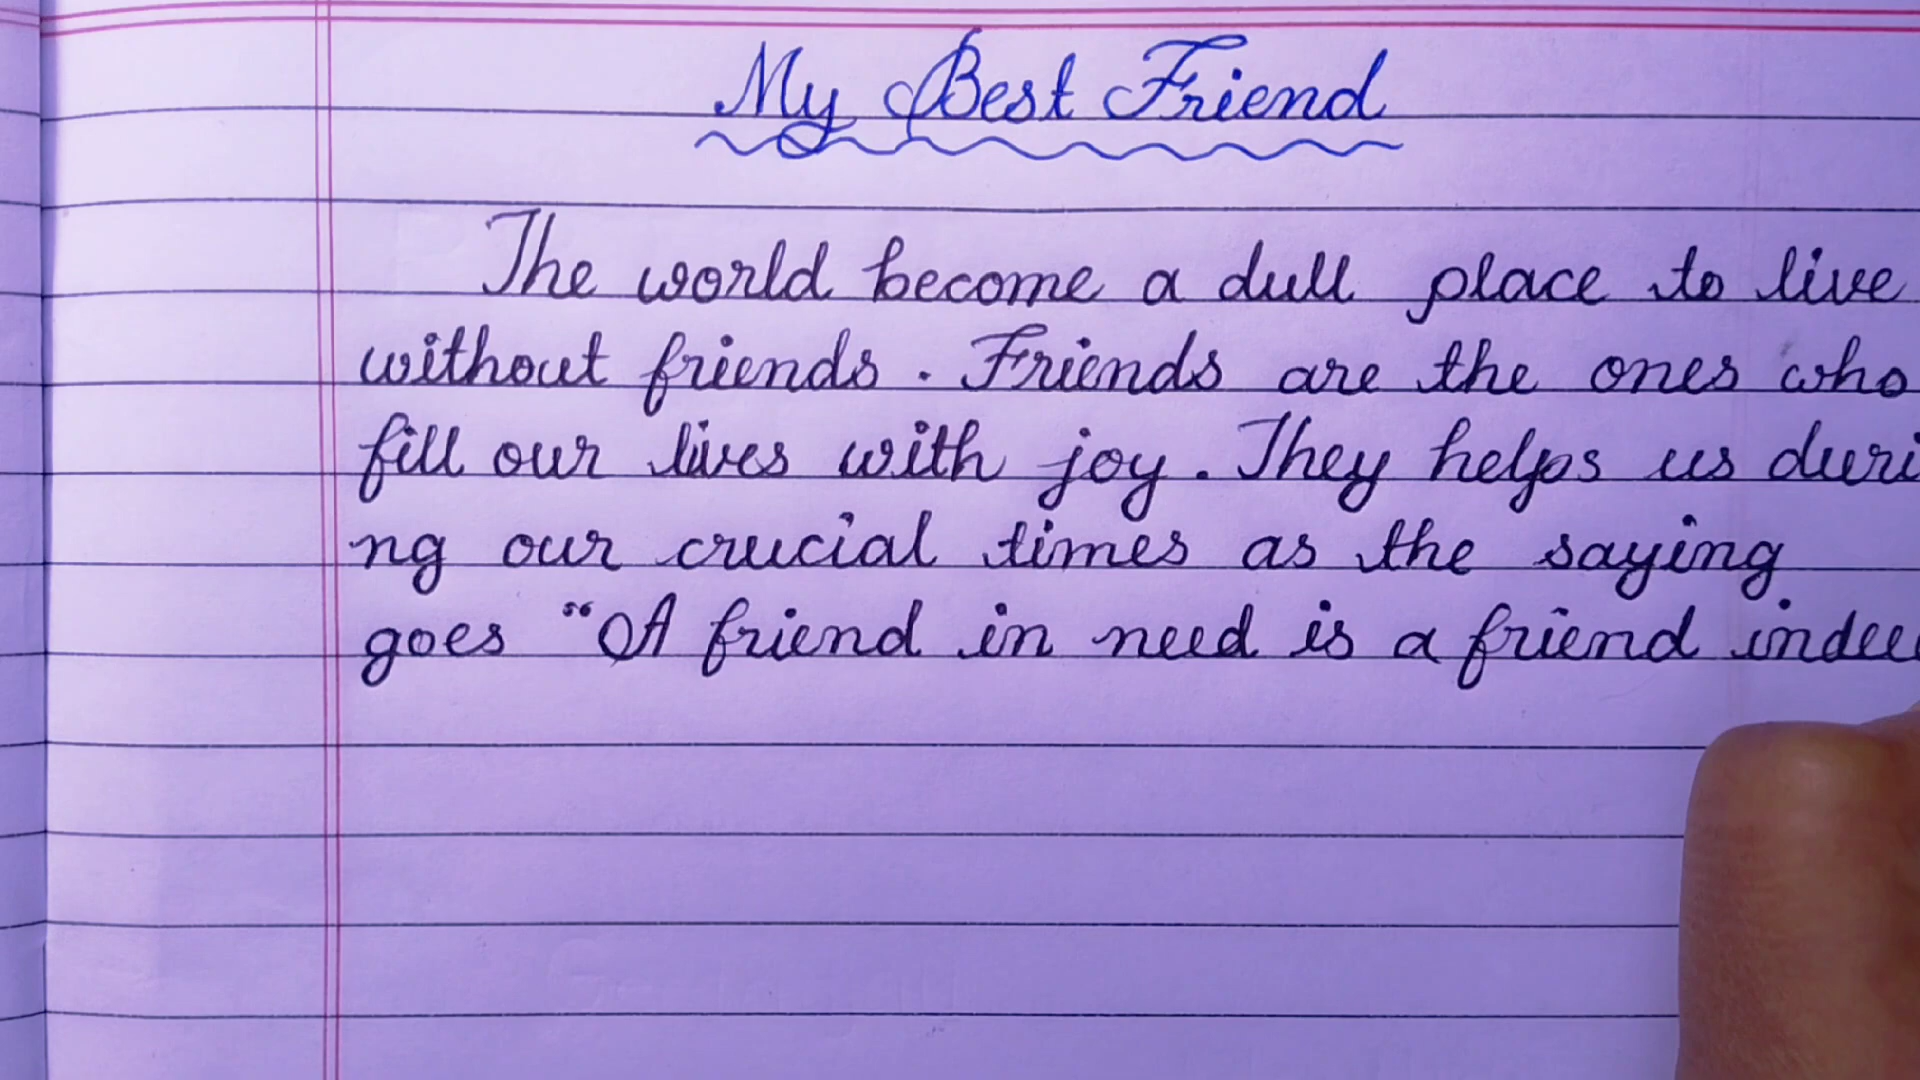 My Best Friend
The world become a dull place to live
without friends. Friends are the ones who
fill our lives with joy. They helps us duri
ng our crucial times as the saying
goes "A friend in need is a friend indee